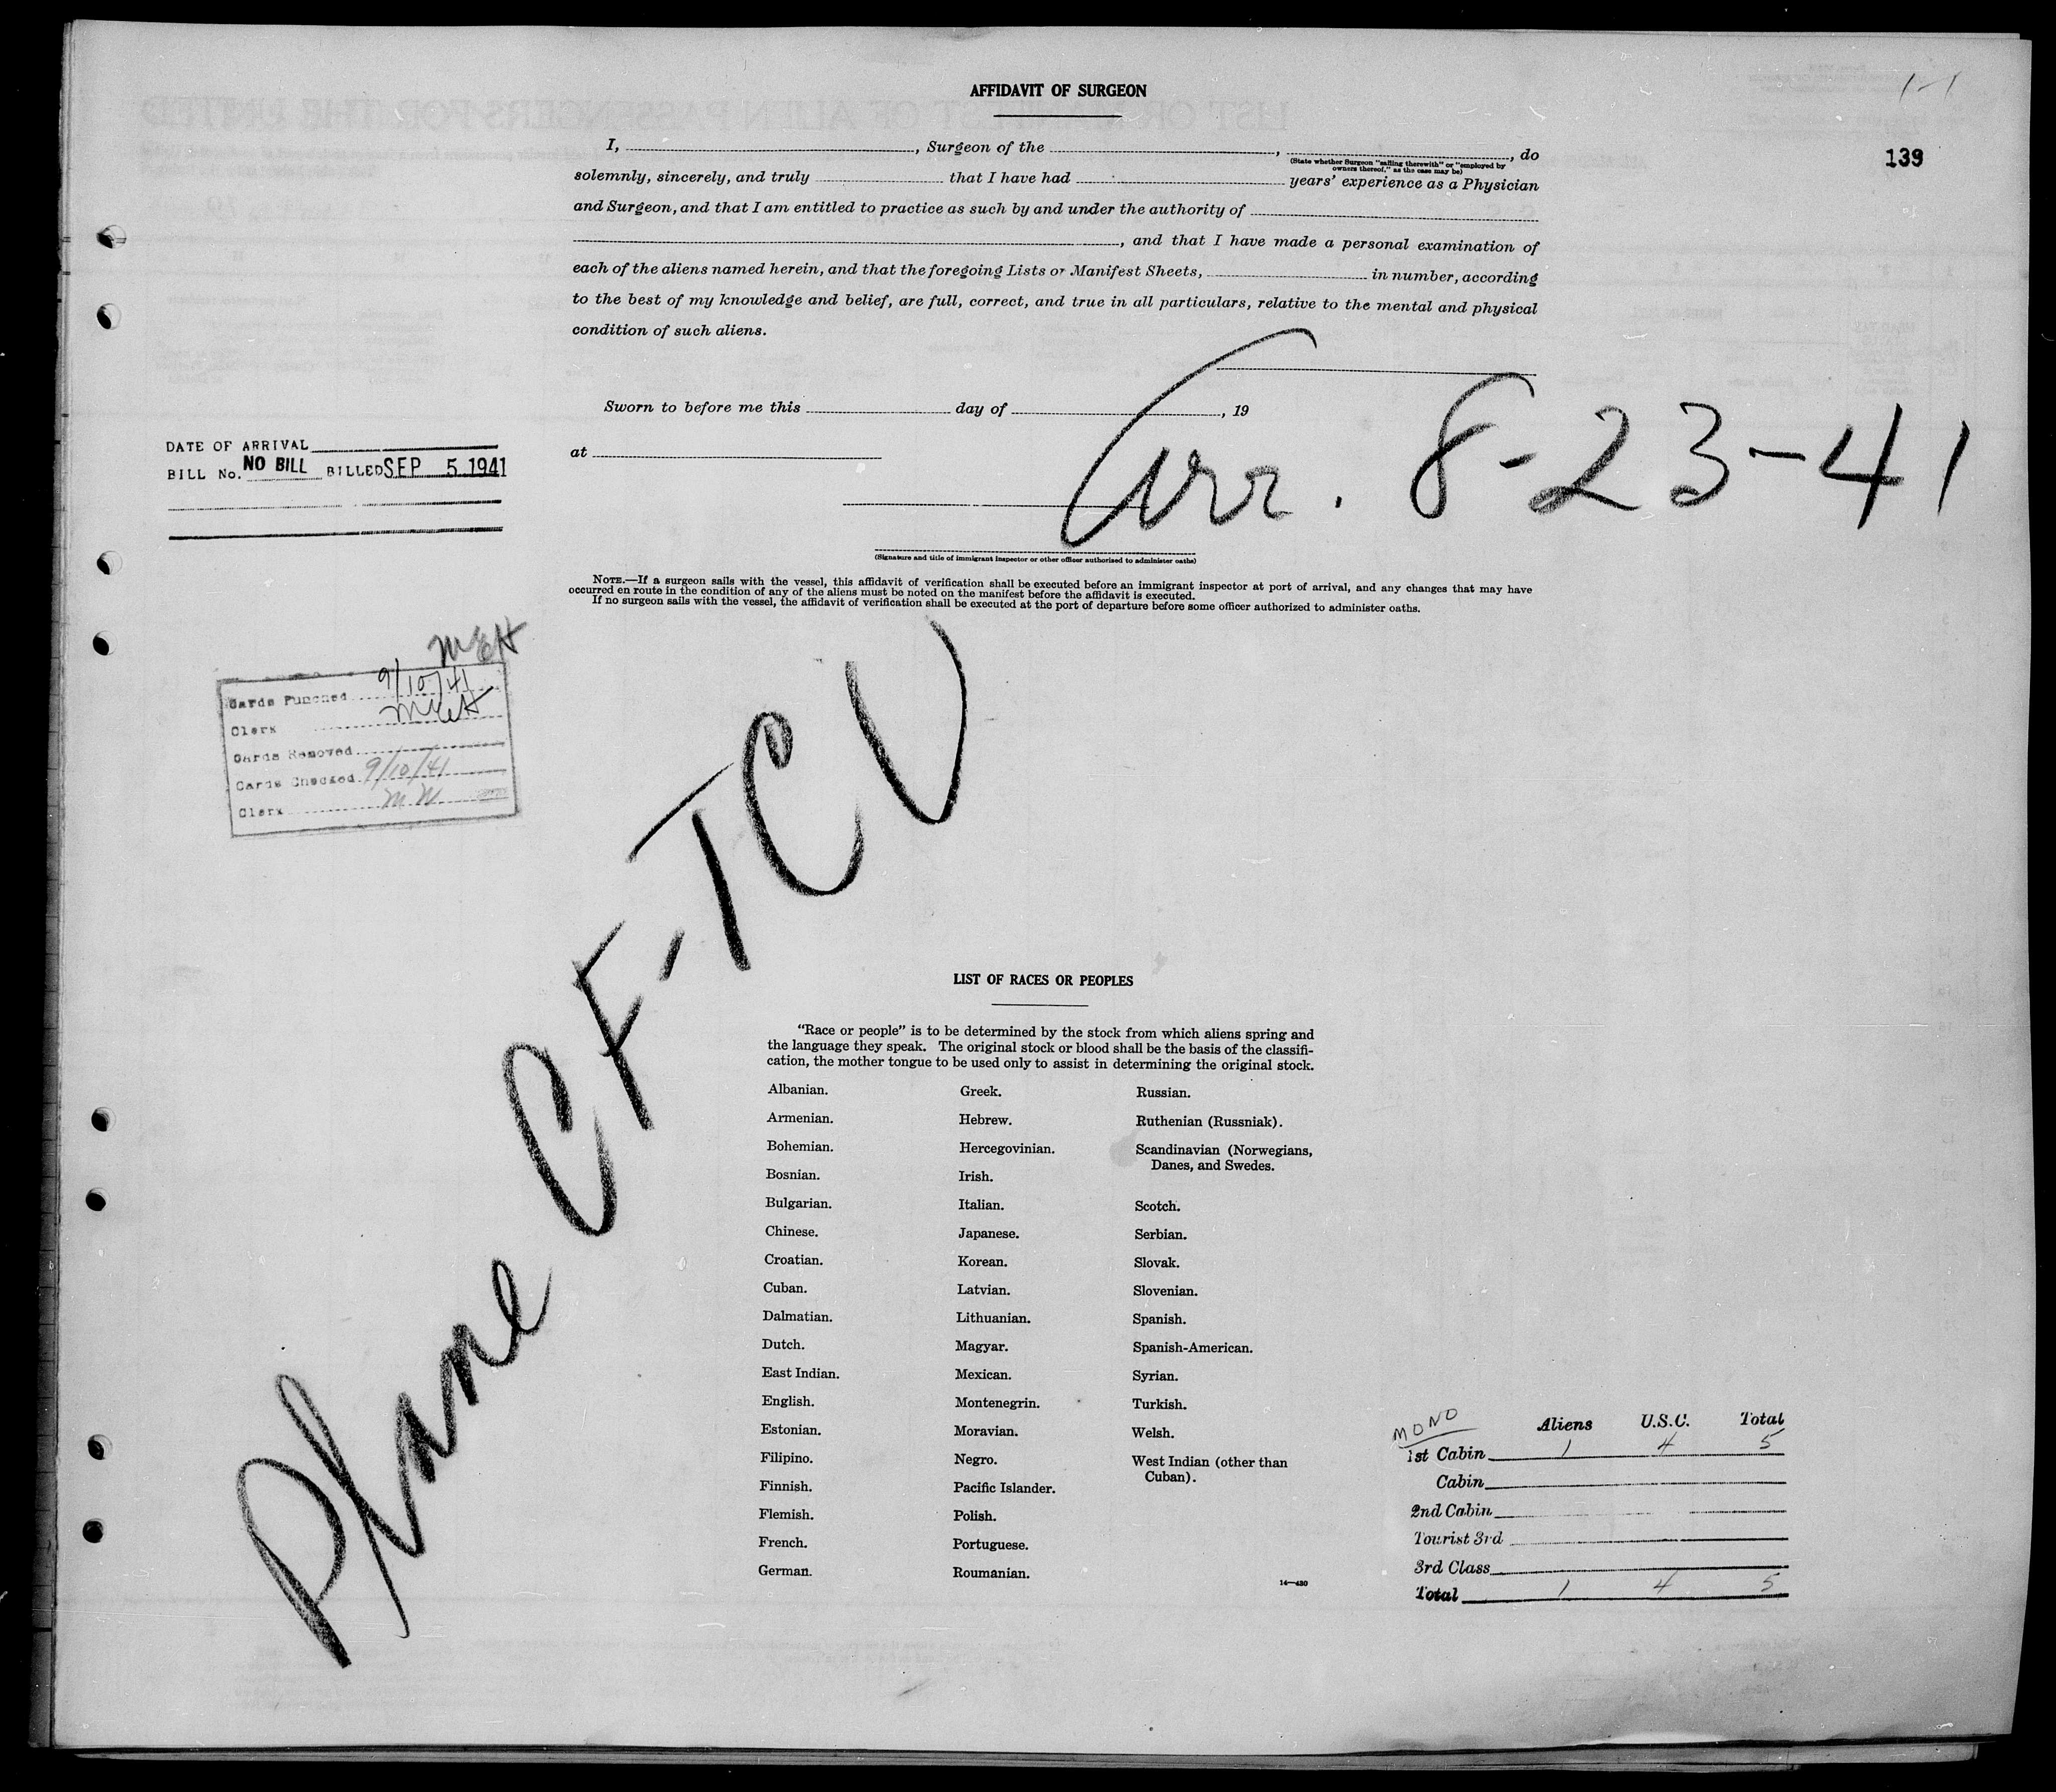 AFFIDAVIT OF SURGEON
1-1
139
I, , Surgeon of the , , do
(State whether Surgeon "sailing therewith" or "employed by
owners thereof," as the case may be)
solemnly, sincerely, and truly that I have had years' experience as a Physician
and Surgeon, and that I am entitled to practice as such by and under the authority of
, and that I have made a personal examination of
each of the aliens named herein, and that the foregoing Lists or Manifest Sheets, in number, according
to the best of my knowledge and belief, are full, correct, and true in all particulars, relative to the mental and physical
condition of such aliens.
Sworn to before me this day of , 19
at
Arr. 8-23-41
DATE OF ARRIVAL
BILL No. NO BILL BILLED SEP 5 1941
(Signature and title of immigrant inspector or other officer authorized to administer oaths)
NOTE.—If a surgeon sails with the vessel, this affidavit of verification shall be executed before an immigrant inspector at port of arrival, and any changes that may have
occurred en route in the condition of any of the aliens must be noted on the manifest before the affidavit is executed.
If no surgeon sails with the vessel, the affidavit of verification shall be executed at the port of departure before some officer authorized to administer oaths.
MEH
Cards Punched 9/10/41
Clerk
Cards Removed
Cards Checked 9/10/41
Clerk
Plane CF-TCU
LIST OF RACES OR PEOPLES
"Race or people" is to be determined by the stock from which aliens spring and
the language they speak. The original stock or blood shall be the basis of the classifi-
cation, the mother tongue to be used only to assist in determining the original stock.
Albanian.
Armenian.
Bohemian.
Bosnian.
Bulgarian.
Chinese.
Croatian.
Cuban.
Dalmatian.
Dutch.
East Indian.
English.
Estonian.
Filipino.
Finnish.
Flemish.
French.
German.
Greek.
Hebrew.
Hercegovinian.
Irish.
Italian.
Japanese.
Korean.
Latvian.
Lithuanian.
Magyar.
Mexican.
Montenegrin.
Moravian.
Negro.
Pacific Islander.
Polish.
Portuguese.
Roumanian.
Russian.
Ruthenian (Russniak).
Scandinavian (Norwegians,
Danes, and Swedes.
Scotch.
Serbian.
Slovak.
Slovenian.
Spanish.
Spanish-American.
Syrian.
Turkish.
Welsh.
West Indian (other than
Cuban).
14—430
MONO
Aliens U.S.C. Total
1st Cabin 1 4 5
Cabin
2nd Cabin
Tourist 3rd
3rd Class
Total 1 4 5